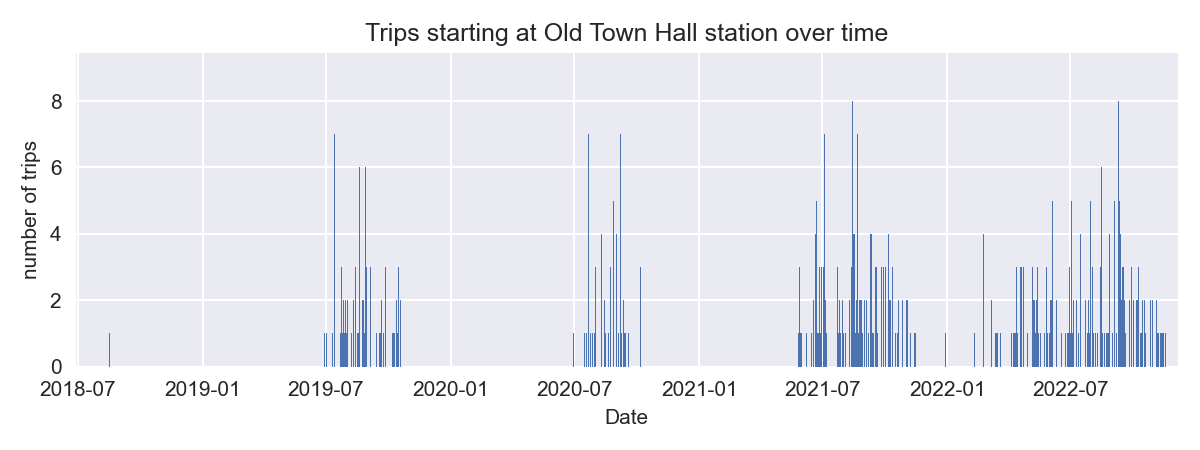 Trips starting at Old Town Hall station over time
number of trips
8
6
4
2
0
2018-07 2019-01 2019-07 2020-01 2020-07 2021-01 2021-07 2022-01 2022-07
Date